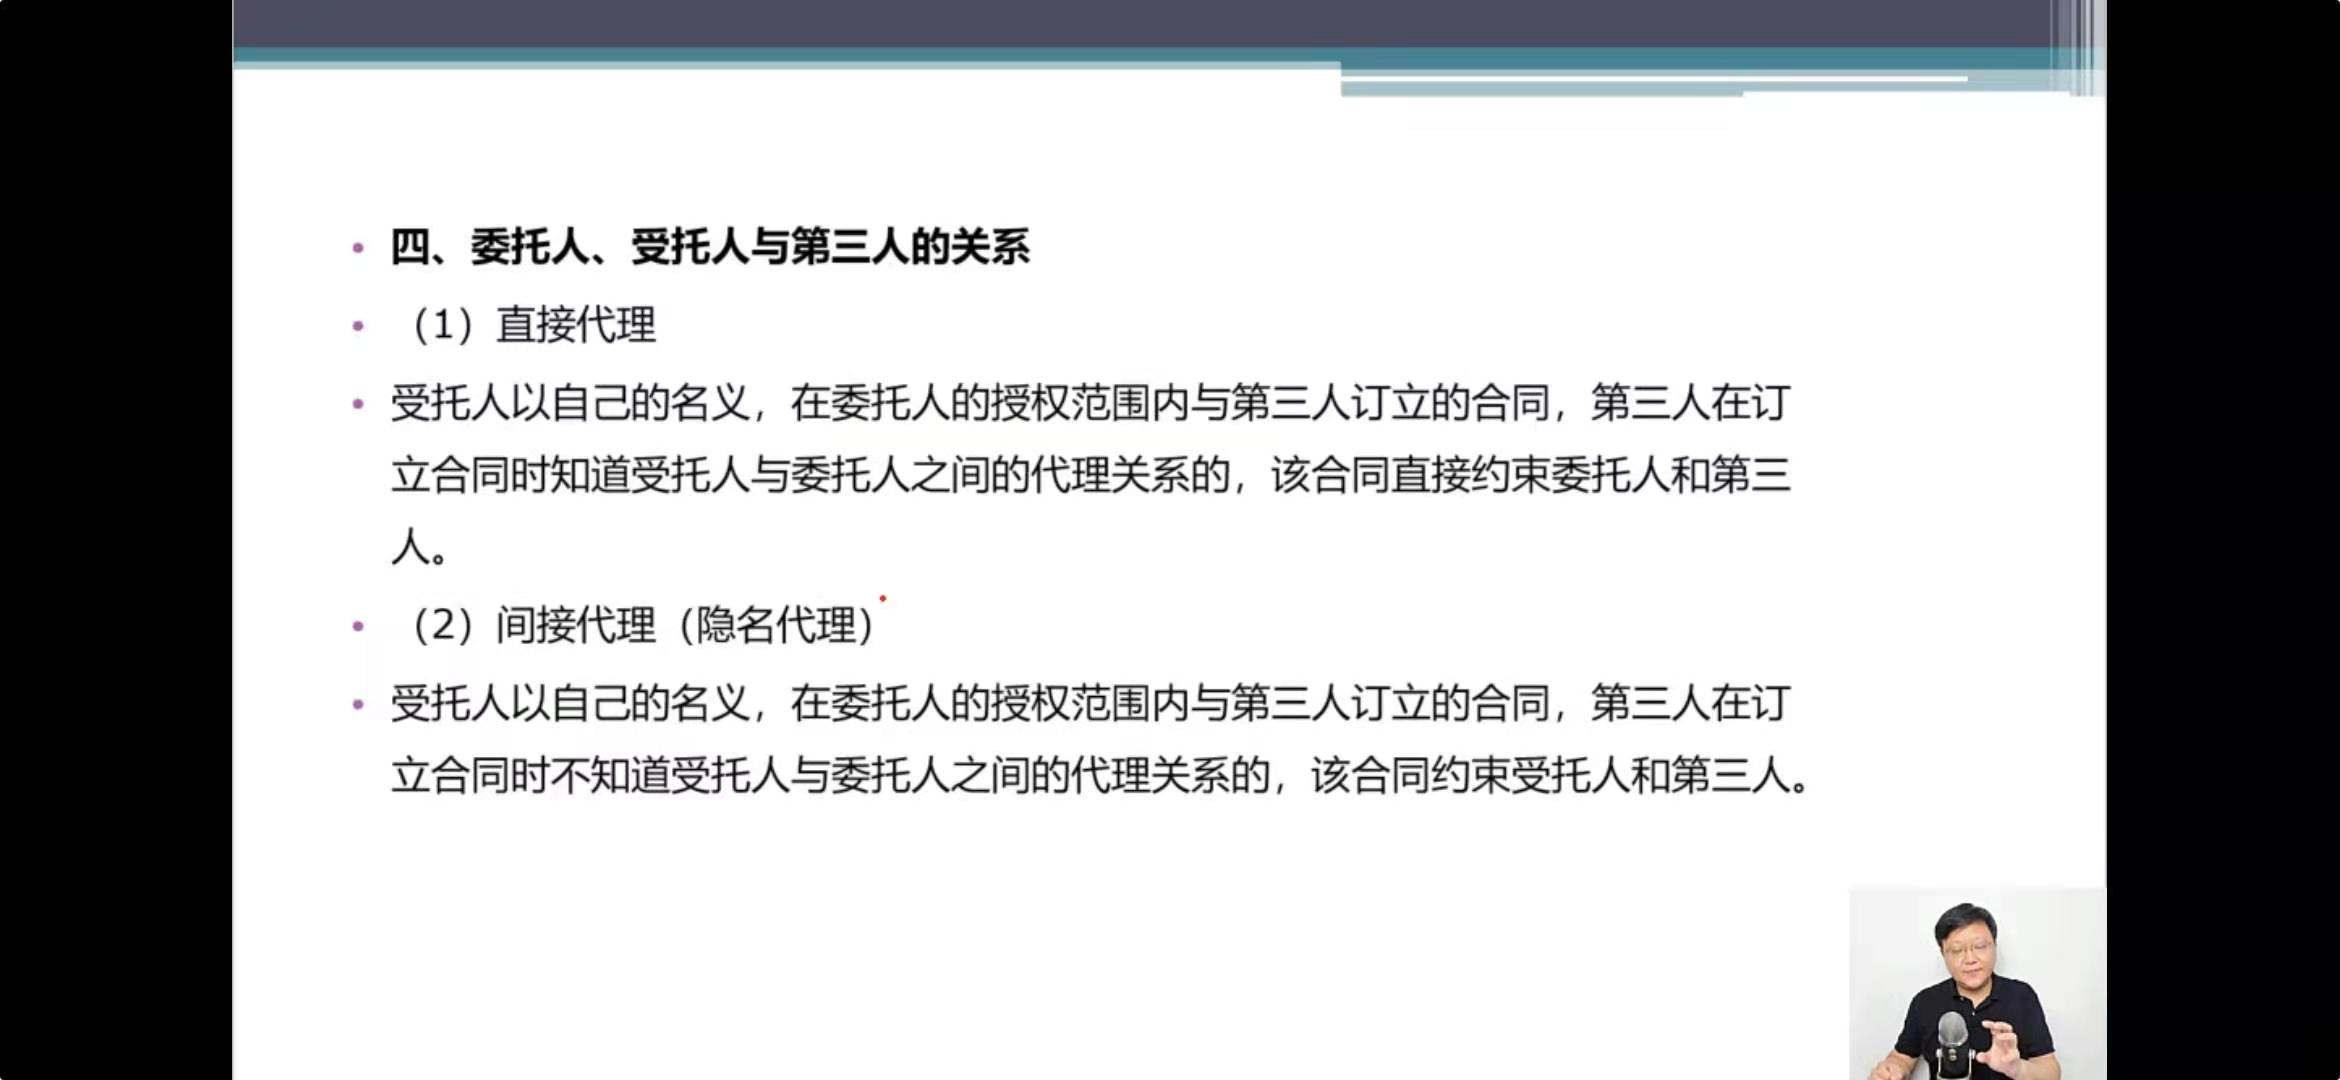 四、委托人、受托人与第三人的关系
（1）直接代理
受托人以自己的名义，在委托人的授权范围内与第三人订立的合同，第三人在订
立合同时知道受托人与委托人之间的代理关系的，该合同直接约束委托人和第三
人。
（2）间接代理（隐名代理）
受托人以自己的名义，在委托人的授权范围内与第三人订立的合同，第三人在订
立合同时不知道受托人与委托人之间的代理关系的，该合同约束受托人和第三人。